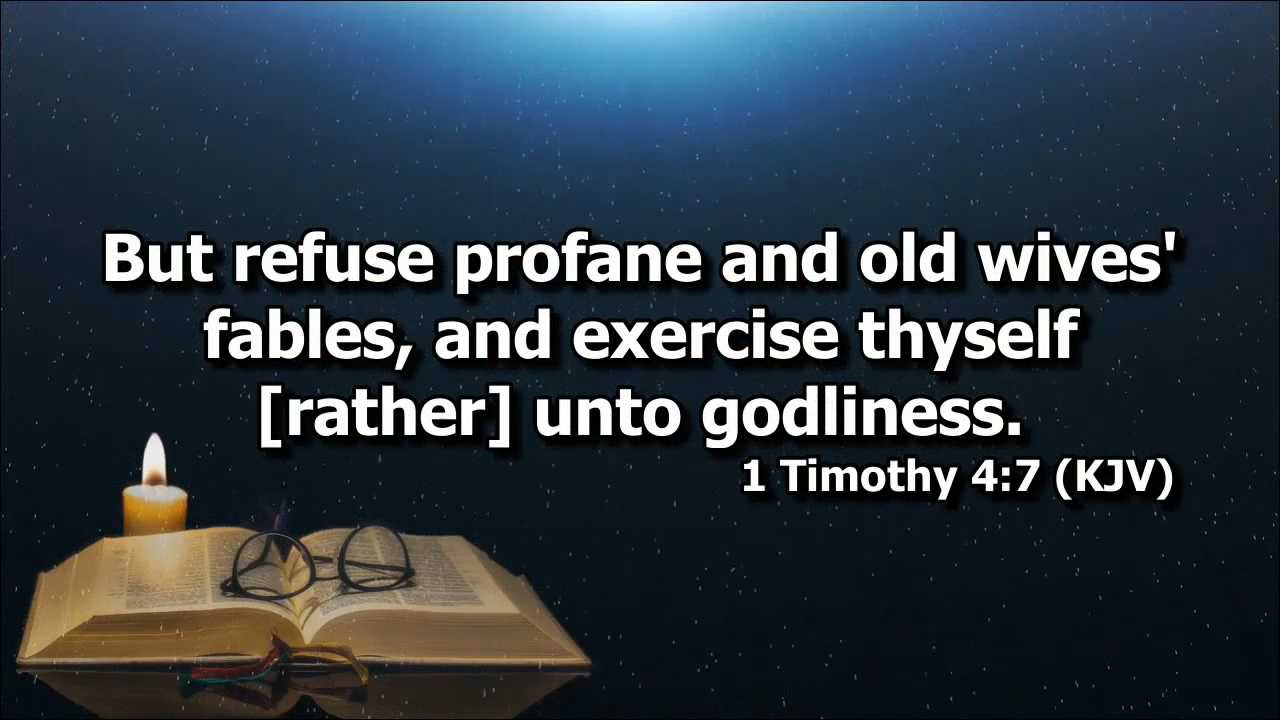 But refuse profane and old wives'
fables, and exercise thyself
[rather] unto godliness.
1 Timothy 4:7 (KJV)